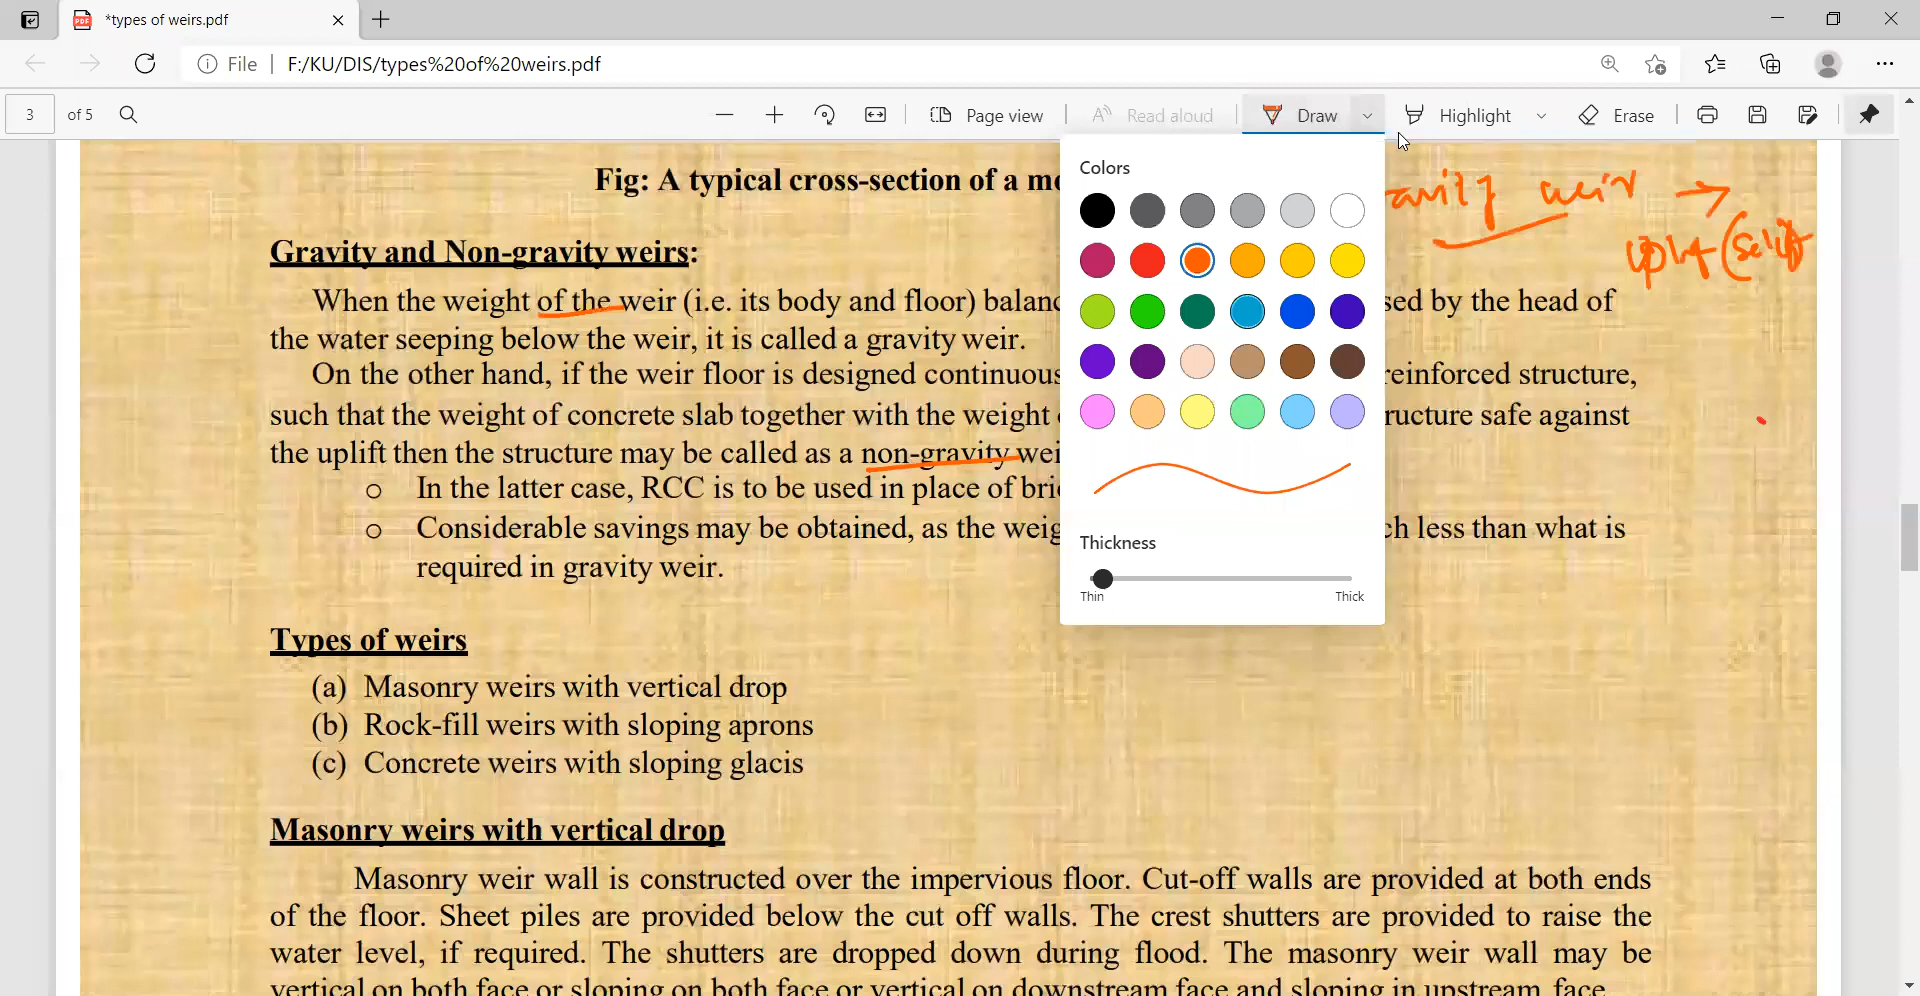 *types of weirs.pdf
File
F:/KU/DIS/types%20of%20weirs.pdf
3 of 5
Page view
Read aloud
Draw
Highlight
Erase
Colors
Thickness
Thin
Thick
Fig: A typical cross-section of a
weir →
Gravity and Non-gravity weirs:
When the weight of the weir (i.e. its body and floor) by the head of
the water seeping below the weir, it is called a gravity weir.
On the other hand, if the weir floor is designed reinforced structure,
such that the weight of concrete slab together with the weight safe against
the uplift then the structure may be called as a non-gravity
o In the latter case, RCC is to be used in place of
o Considerable savings may be obtained, as the less than what is
required in gravity weir.
Types of weirs
(a) Masonry weirs with vertical drop
(b) Rock-fill weirs with sloping aprons
(c) Concrete weirs with sloping glacis
Masonry weirs with vertical drop
Masonry weir wall is constructed over the impervious floor. Cut-off walls are provided at both ends
of the floor. Sheet piles are provided below the cut off walls. The crest shutters are provided to raise the
water level, if required. The shutters are dropped down during flood. The masonry weir wall may be
vertical on both face or sloping on both face or vertical on downstream face and sloping in upstream face